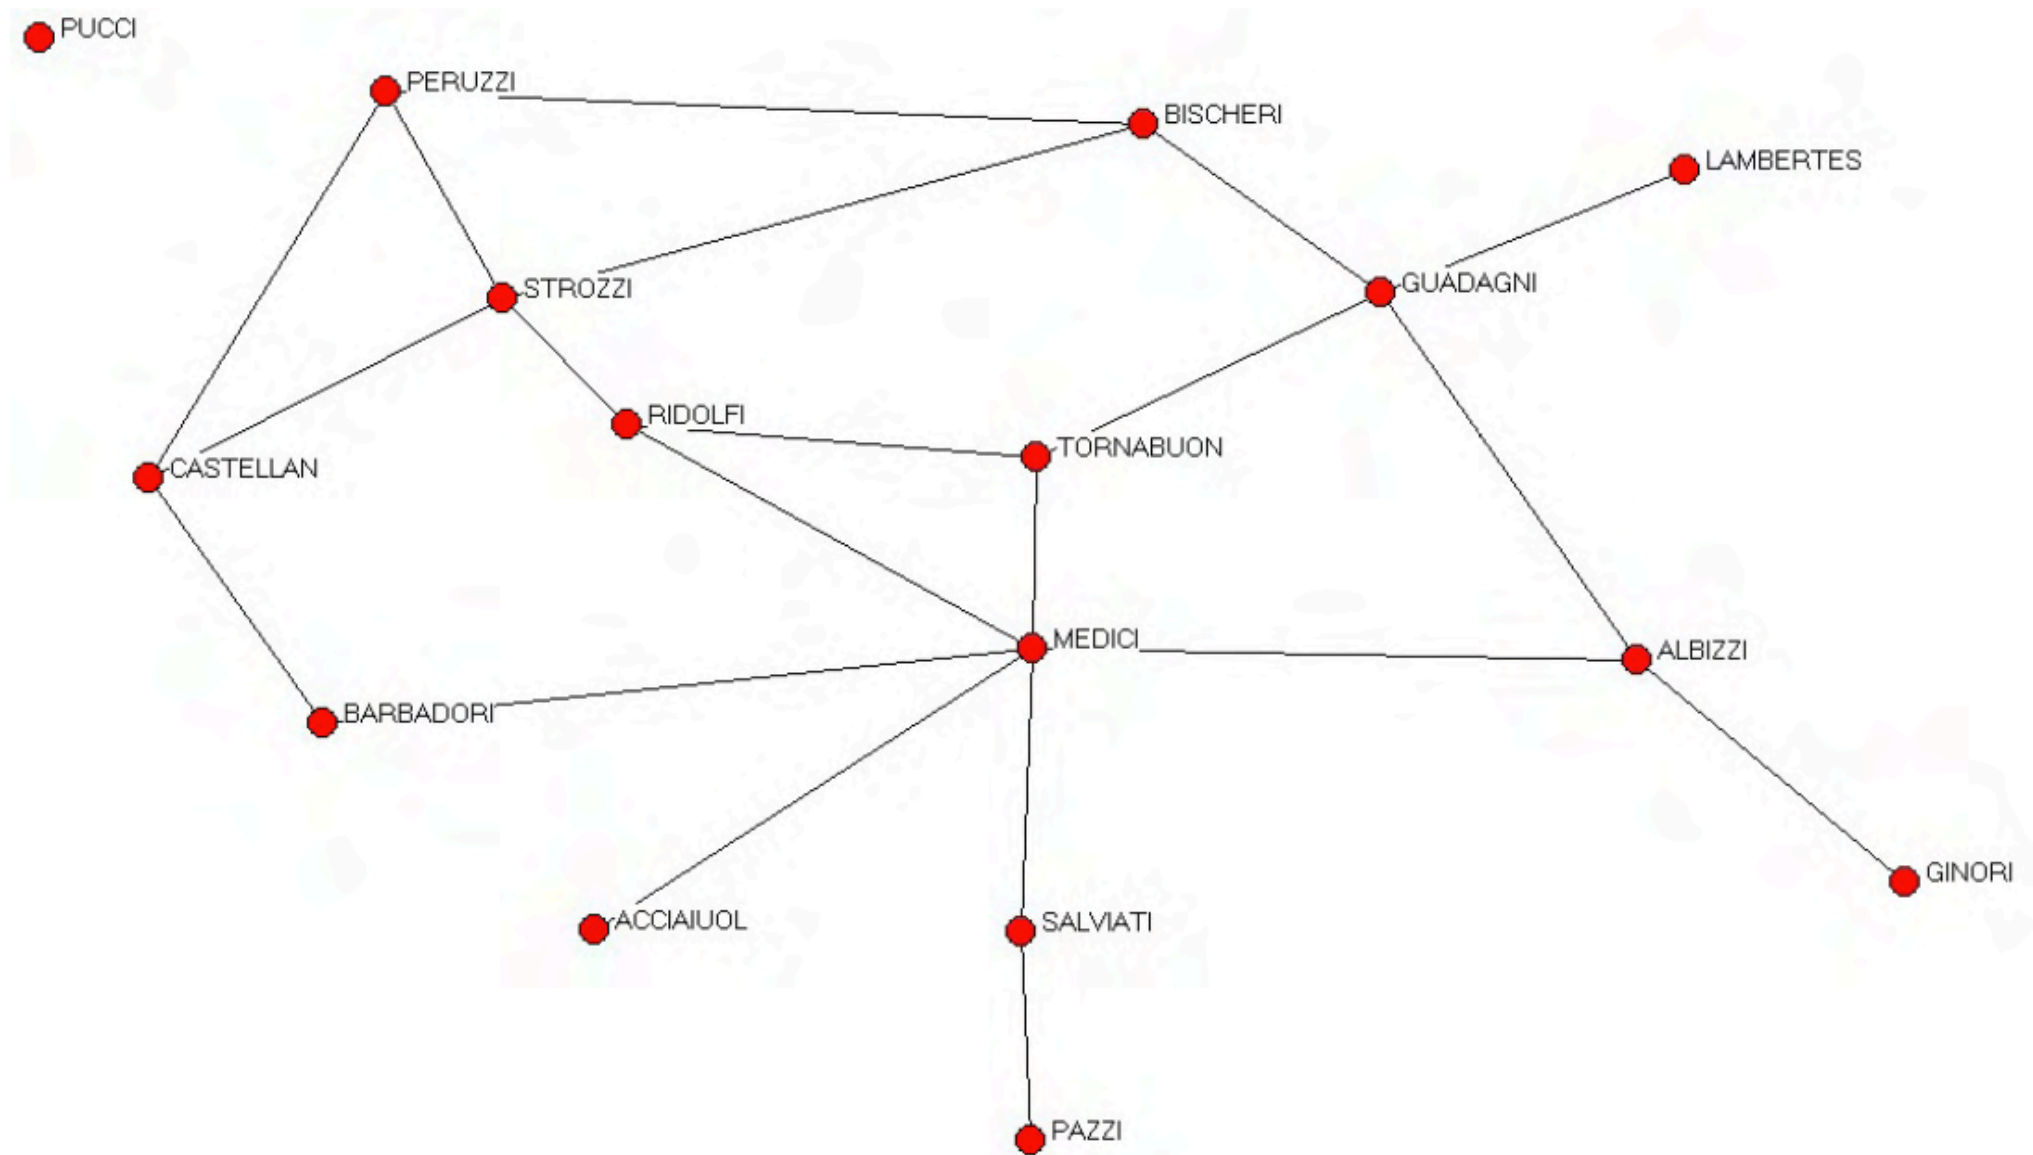 PUCCI
PERUZZI
BISCHERI
LAMBERTES
STROZZI
GUADAGNI
RIDOLFI
TORNABUON
CASTELLAN
MEDICI
ALBIZZI
BARBADORI
GINORI
ACCIAIUOL
SALVIATI
PAZZI